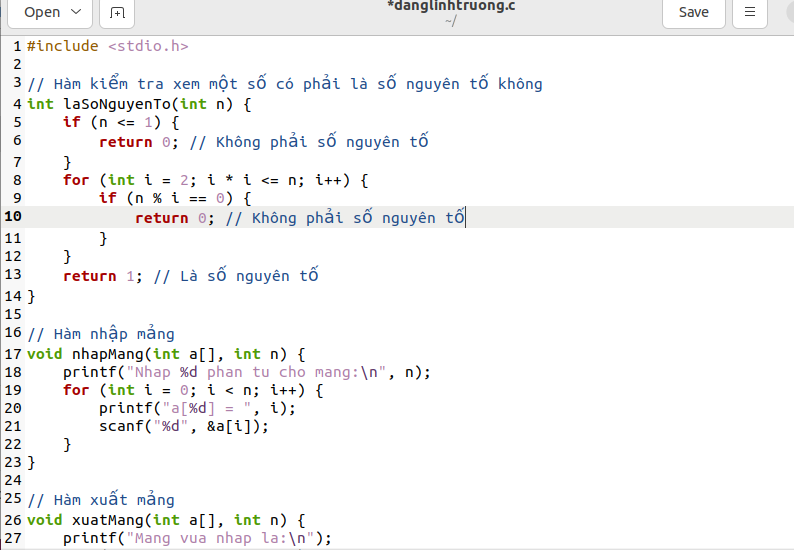 Open
*danglinhtruong.c
~/
Save
1 #include <stdio.h>
2
3 // Hàm kiểm tra xem một số có phải là số nguyên tố không
4 int laSoNguyenTo(int n) {
5     if (n <= 1) {
6         return 0; // Không phải số nguyên tố
7     }
8     for (int i = 2; i * i <= n; i++) {
9         if (n % i == 0) {
10             return 0; // Không phải số nguyên tố
11         }
12     }
13     return 1; // Là số nguyên tố
14 }
15
16 // Hàm nhập mảng
17 void nhapMang(int a[], int n) {
18     printf("Nhap %d phan tu cho mang:\n", n);
19     for (int i = 0; i < n; i++) {
20         printf("a[%d] = ", i);
21         scanf("%d", &a[i]);
22     }
23 }
24
25 // Hàm xuất mảng
26 void xuatMang(int a[], int n) {
27     printf("Mang vua nhap la:\n");